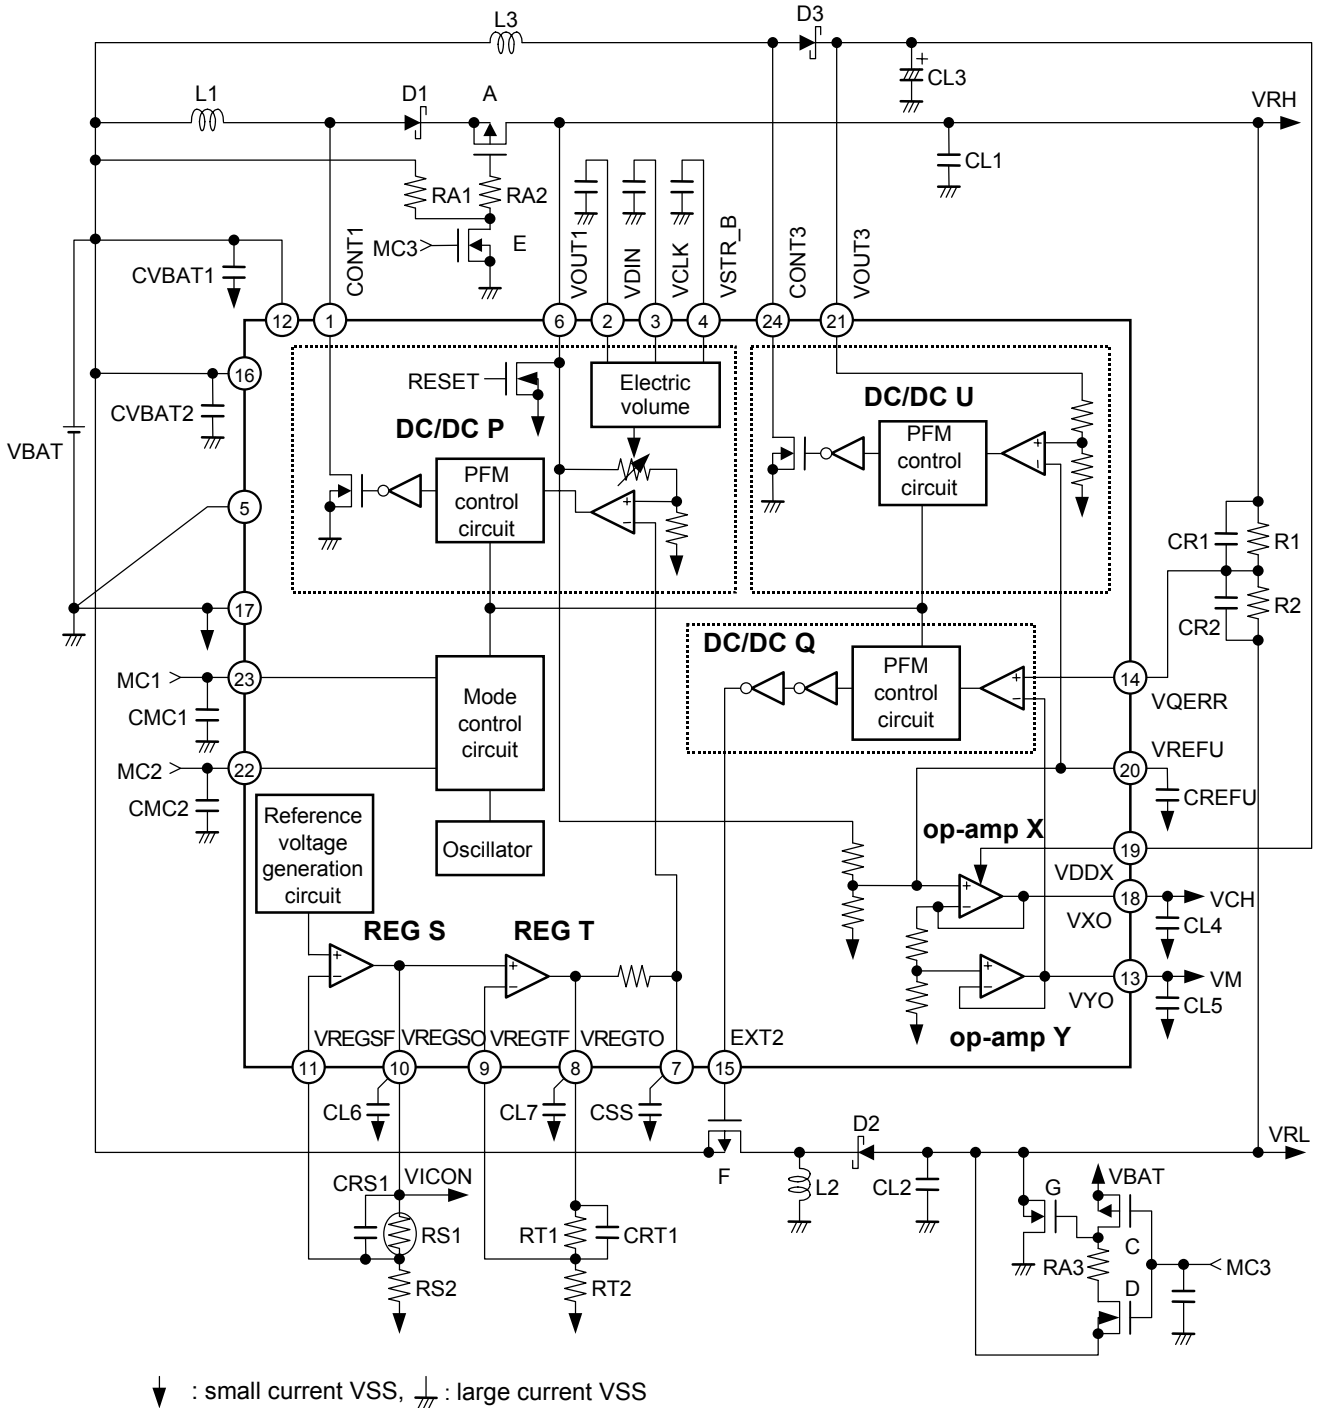 L3
D3
+
CL3
L1
D1
A
VRH
CL1
RA1
RA2
MC3
E
CVBAT1
CONT1
VOUT1
VDIN
VCLK
VSTR_B
CONT3
VOUT3
12
1
6
2
3
4
24
21
16
CVBAT2
VBAT
RESET
Electric
volume
DC/DC P
PFM
control
circuit
+
−
DC/DC U
PFM
control
circuit
+
−
5
17
CR1
R1
CR2
R2
DC/DC Q
PFM
control
circuit
+
−
14
VQERR
MC1
23
CMC1
Mode
control
circuit
MC2
22
CMC2
VREFU
20
CREFU
Reference
voltage
generation
circuit
Oscillator
op-amp X
19
VDDX
+
−
18
VCH
VXO
CL4
REG S
REG T
+
−
+
−
+
−
13
VM
VYO
CL5
op-amp Y
VREGSF
VREGSO
VREGTF
VREGTO
EXT2
11
10
9
8
7
15
CL6
CL7
CSS
F
D2
L2
CL2
VRL
CRS1
VICON
RS1
RS2
RT1
CRT1
RT2
G
VBAT
C
RA3
D
MC3
: small current VSS, : large current VSS